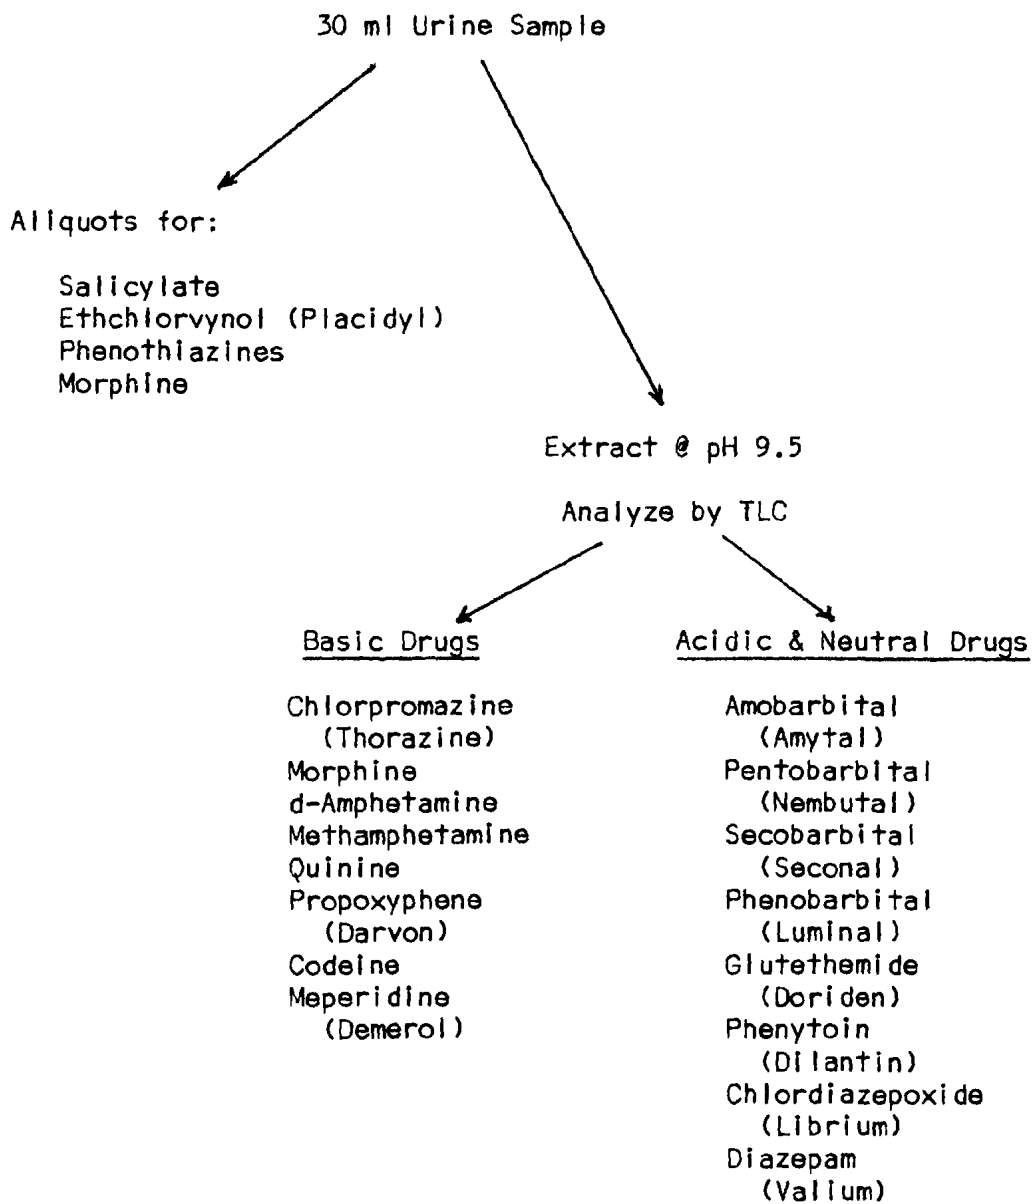 30 ml Urine Sample
Aliquots for:
Salicylate
Ethchlorvynol (Placidyl)
Phenothiazines
Morphine
Extract @ pH 9.5
Analyze by TLC
Basic Drugs
Chlorpromazine
(Thorazine)
Morphine
d-Amphetamine
Methamphetamine
Quinine
Propoxyphene
(Darvon)
Codeine
Meperidine
(Demerol)
Acidic & Neutral Drugs
Amobarbital
(Amytal)
Pentobarbital
(Nembutal)
Secobarbital
(Seconal)
Phenobarbital
(Luminal)
Glutethemide
(Doriden)
Phenytoin
(Dilantin)
Chlordiazepoxide
(Librium)
Diazepam
(Valium)